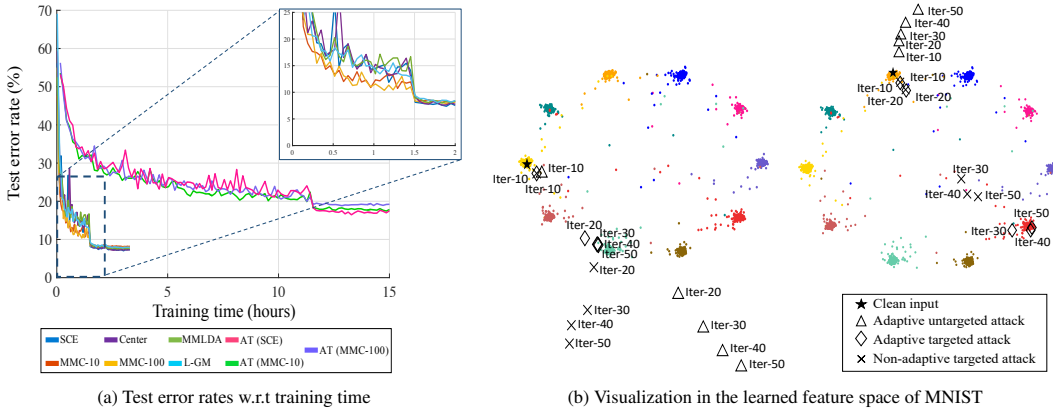 70
60
50
40
30
20
10
0
Test error rate (%)
0
5
10
15
Training time (hours)
25
20
15
10
5
0
0
0.5
1
1.5
2
SCE
Center
MMLDA
AT (SCE)
AT (MMC-100)
MMC-10
MMC-100
L-GM
AT (MMC-10)
(a) Test error rates w.r.t training time
Iter-10
Iter-10
Iter-10
Iter-20
Iter-30
Iter-40
Iter-50
Iter-20
Iter-20
Iter-30
Iter-30
Iter-40
Iter-40
Iter-50
Iter-50
Iter-50
Iter-40
Iter-30
Iter-20
Iter-10
Iter-10
Iter-10
Iter-20
Iter-20
Iter-30
Iter-40
Iter-50
Iter-50
Iter-30
Iter-40
Clean input
Adaptive untargeted attack
Adaptive targeted attack
Non-adaptive targeted attack
(b) Visualization in the learned feature space of MNIST